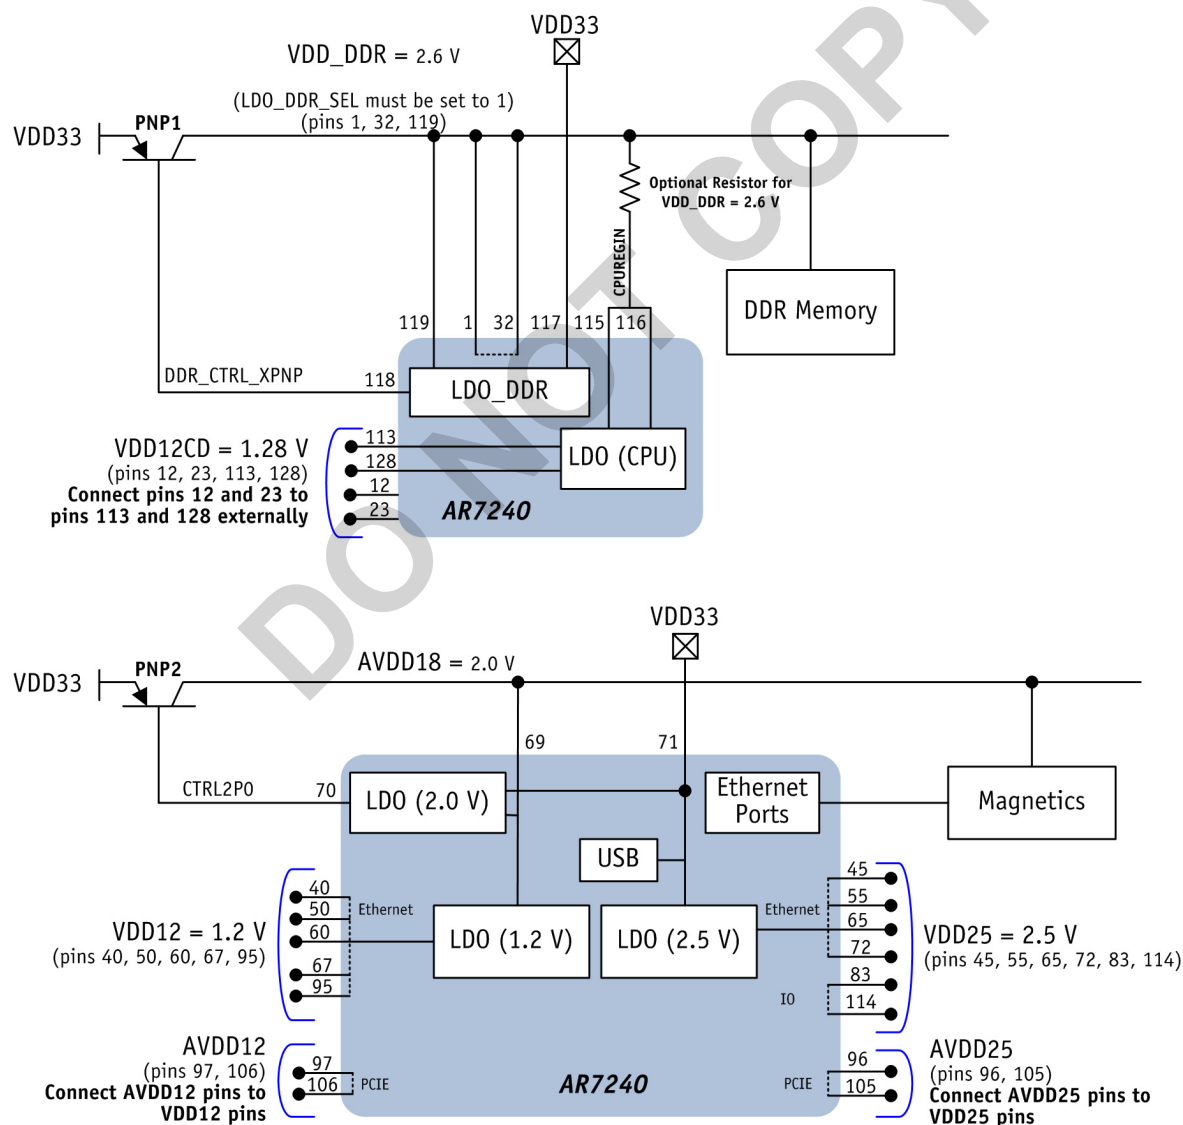 VDD33
VDD_DDR = 2.6 V
(LDO_DDR_SEL must be set to 1)
(pins 1, 32, 119)
VDD33
PNP1
Optional Resistor for
VDD_DDR = 2.6 V
CPUREGIN
DDR Memory
119
1
32
117
115
116
DDR_CTRL_XPNP
118
LDO_DDR
VDD12CD = 1.28 V
(pins 12, 23, 113, 128)
Connect pins 12 and 23 to
pins 113 and 128 externally
113
128
12
23
LDO (CPU)
AR7240
DO NOT COPY
VDD33
AVDD18 = 2.0 V
VDD33
PNP2
69
71
CTRL2P0
70
LDO (2.0 V)
Ethernet
Ports
Magnetics
USB
VDD12 = 1.2 V
(pins 40, 50, 60, 67, 95)
40
50
60
67
95
Ethernet
LDO (1.2 V)
LDO (2.5 V)
Ethernet
IO
45
55
65
72
83
114
VDD25 = 2.5 V
(pins 45, 55, 65, 72, 83, 114)
AVDD12
(pins 97, 106)
Connect AVDD12 pins to
VDD12 pins
97
106
PCIE
AR7240
PCIE
96
105
AVDD25
(pins 96, 105)
Connect AVDD25 pins to
VDD25 pins